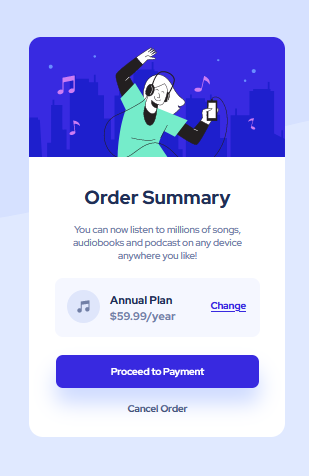 Order Summary
You can now listen to millions of songs,
audiobooks and podcast on any device
anywhere you like!
Annual Plan
$59.99/year
Change
Proceed to Payment
Cancel Order